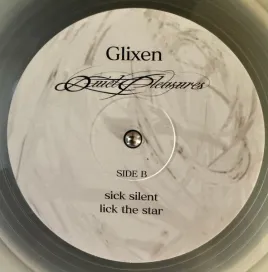 Glixen
Quiet Pleasures
SIDE B
sick silent
lick the star